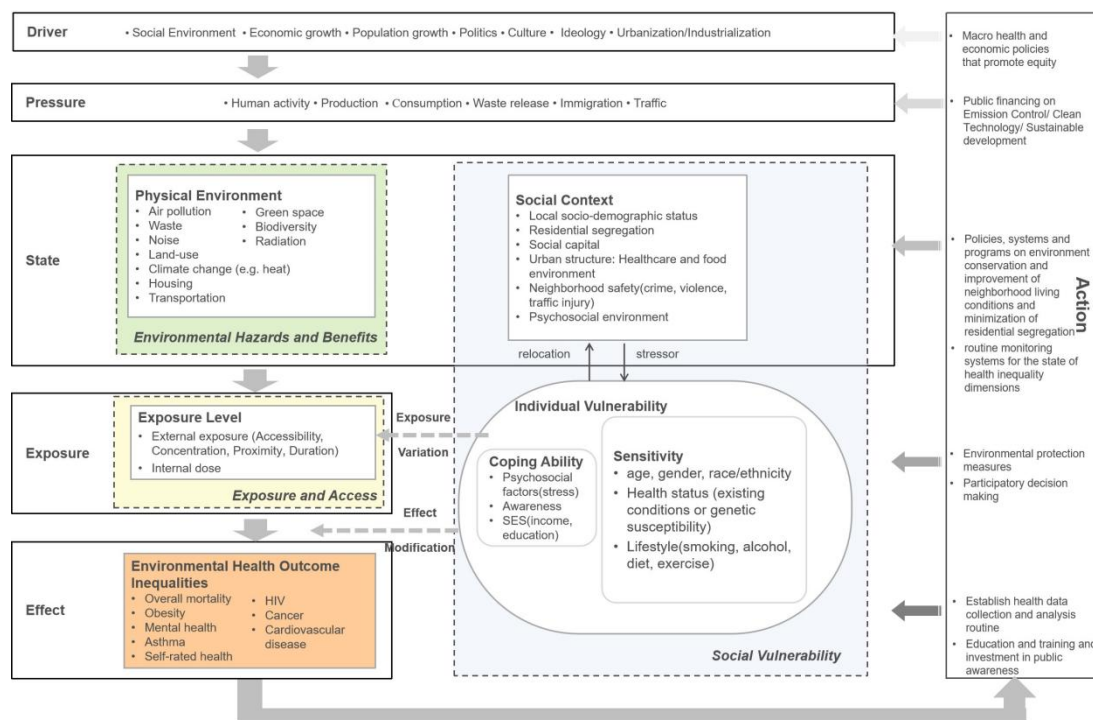 Driver
• Social Environment • Economic growth • Population growth • Politics • Culture • Ideology • Urbanization/Industrialization
Pressure
• Human activity • Production • Consumption • Waste release • Immigration • Traffic
State
Physical Environment
• Air pollution
• Waste
• Noise
• Land-use
• Climate change (e.g. heat)
• Housing
• Transportation
• Green space
• Biodiversity
• Radiation
Environmental Hazards and Benefits
Social Context
• Local socio-demographic status
• Residential segregation
• Social capital
• Urban structure: Healthcare and food
environment
• Neighborhood safety(crime, violence,
traffic injury)
• Psychosocial environment
relocation
stressor
Exposure
Exposure Level
• External exposure (Accessibility,
Concentration, Proximity, Duration)
• Internal dose
Exposure and Access
Exposure
Variation
Effect
Modification
Individual Vulnerability
Coping Ability
• Psychosocial
factors(stress)
• Awareness
• SES(income,
education)
Sensitivity
• age, gender, race/ethnicity
• Health status (existing
conditions or genetic
susceptibility)
• Lifestyle(smoking, alcohol,
diet, exercise)
Social Vulnerability
Effect
Environmental Health Outcome
Inequalities
• Overall mortality
• Obesity
• Mental health
• Asthma
• Self-rated health
• HIV
• Cancer
• Cardiovascular
disease
Action
• Macro health and
economic policies
that promote equity
• Public financing on
Emission Control/ Clean
Technology/ Sustainable
development
• Policies, systems and
programs on environment
conservation and
improvement of
neighborhood living
conditions and
minimization of
residential segregation
• routine monitoring
systems for the state of
health inequality
dimensions
• Environmental protection
measures
• Participatory decision
making
• Establish health data
collection and analysis
routine
• Education and training and
investment in public
awareness